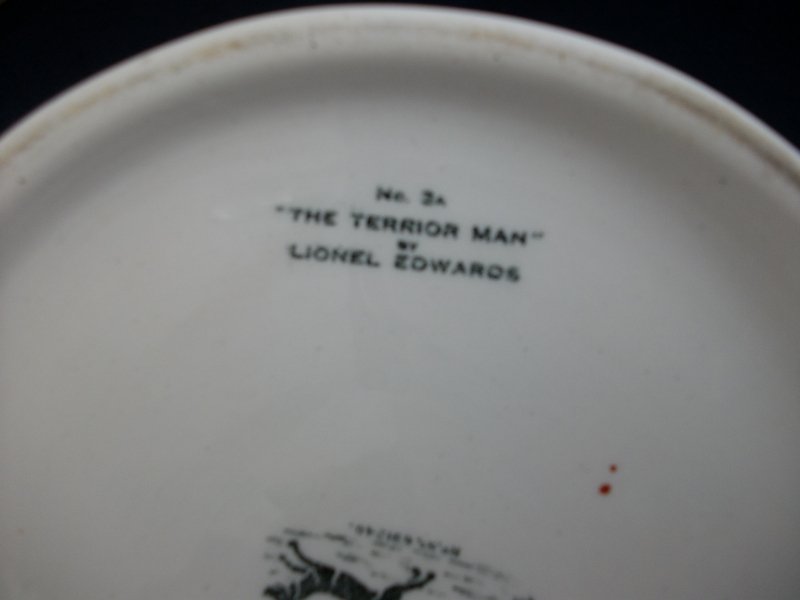 No. 3A
"THE TERRIOR MAN"
BY
LIONEL EDWARDS